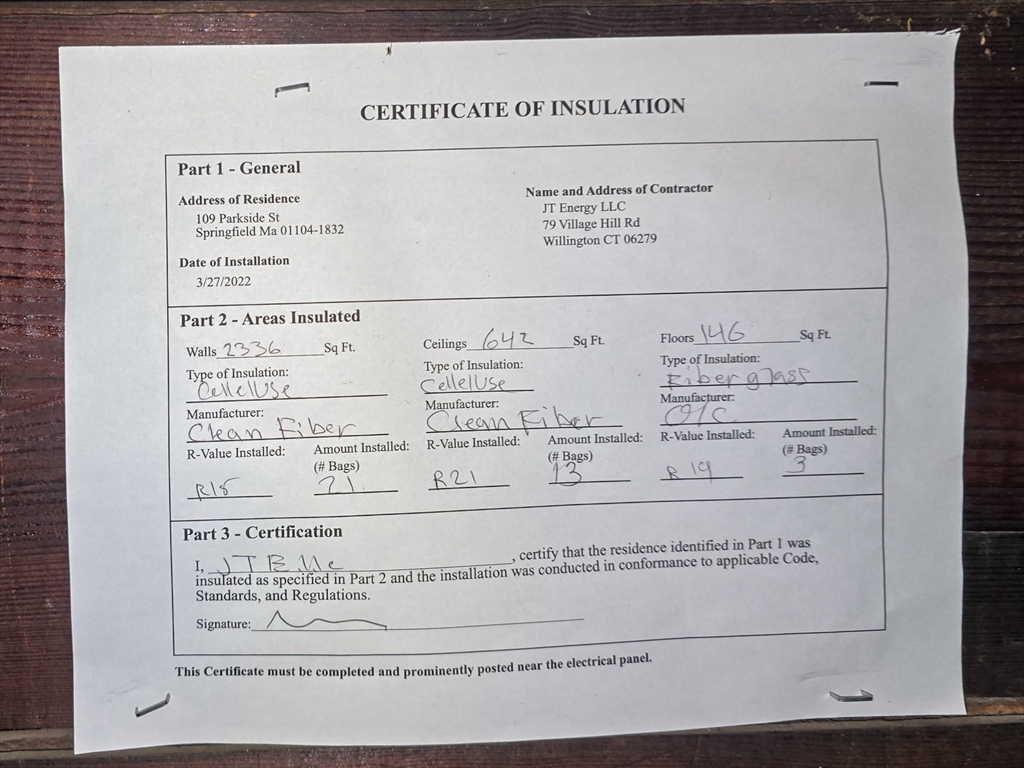 CERTIFICATE OF INSULATION
Part 1 - General
Address of Residence
109 Parkside St
Springfield Ma 01104-1832
Name and Address of Contractor
JT Energy LLC
79 Village Hill Rd
Willington CT 06279
Date of Installation
3/27/2022
Part 2 - Areas Insulated
Walls 2336 Sq Ft. Ceilings 642 Sq Ft. Floors 146 Sq Ft.
Type of Insulation: Type of Insulation: Type of Insulation:
Celleluse Celleluse Fiberglass
Manufacturer: Manufacturer: Manufacturer:
Clean Fiber Clean Fiber O/C
R-Value Installed: Amount Installed: R-Value Installed: Amount Installed: R-Value Installed: Amount Installed:
(# Bags) (# Bags) (# Bags)
R15 21 R21 13 R19 3
Part 3 - Certification
I, JT , certify that the residence identified in Part 1 was
insulated as specified in Part 2 and the installation was conducted in conformance to applicable Code,
Standards, and Regulations.
Signature:
This Certificate must be completed and prominently posted near the electrical panel.